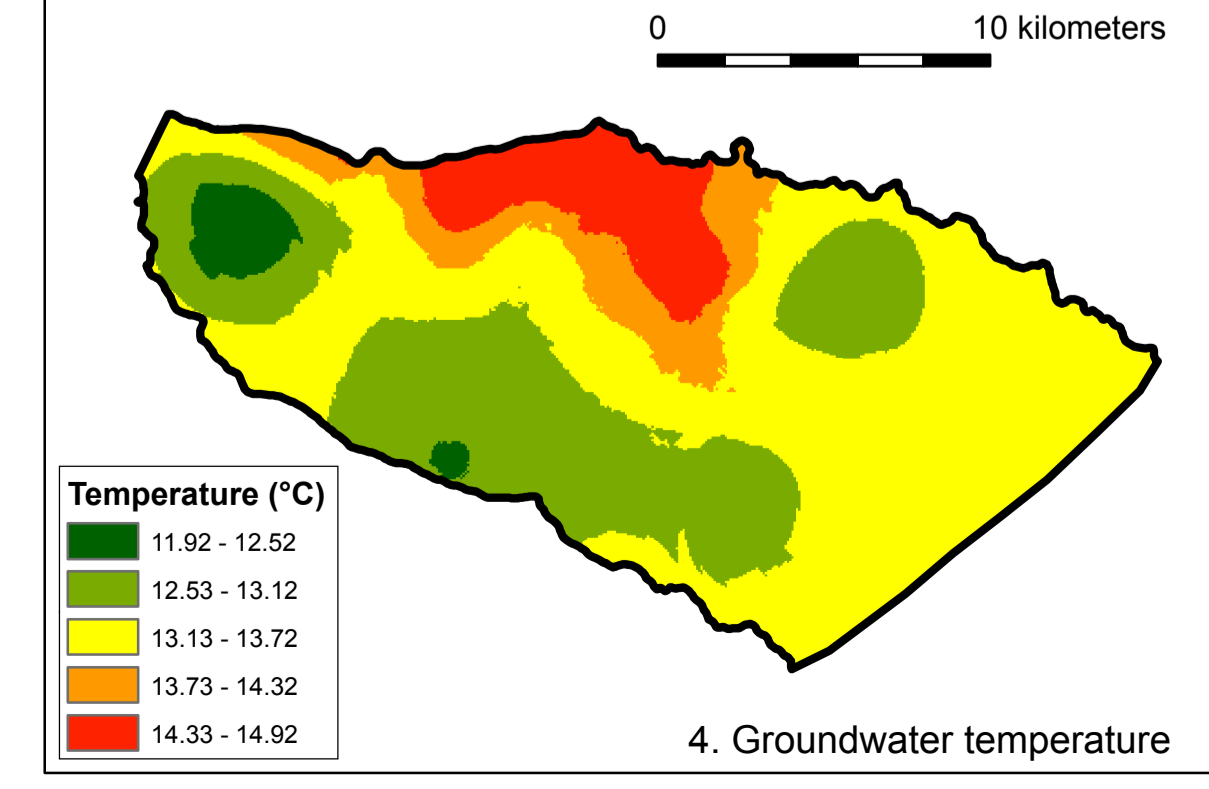 0 10 kilometers
Temperature (°C)
11.92 - 12.52
12.53 - 13.12
13.13 - 13.72
13.73 - 14.32
14.33 - 14.92
4. Groundwater temperature